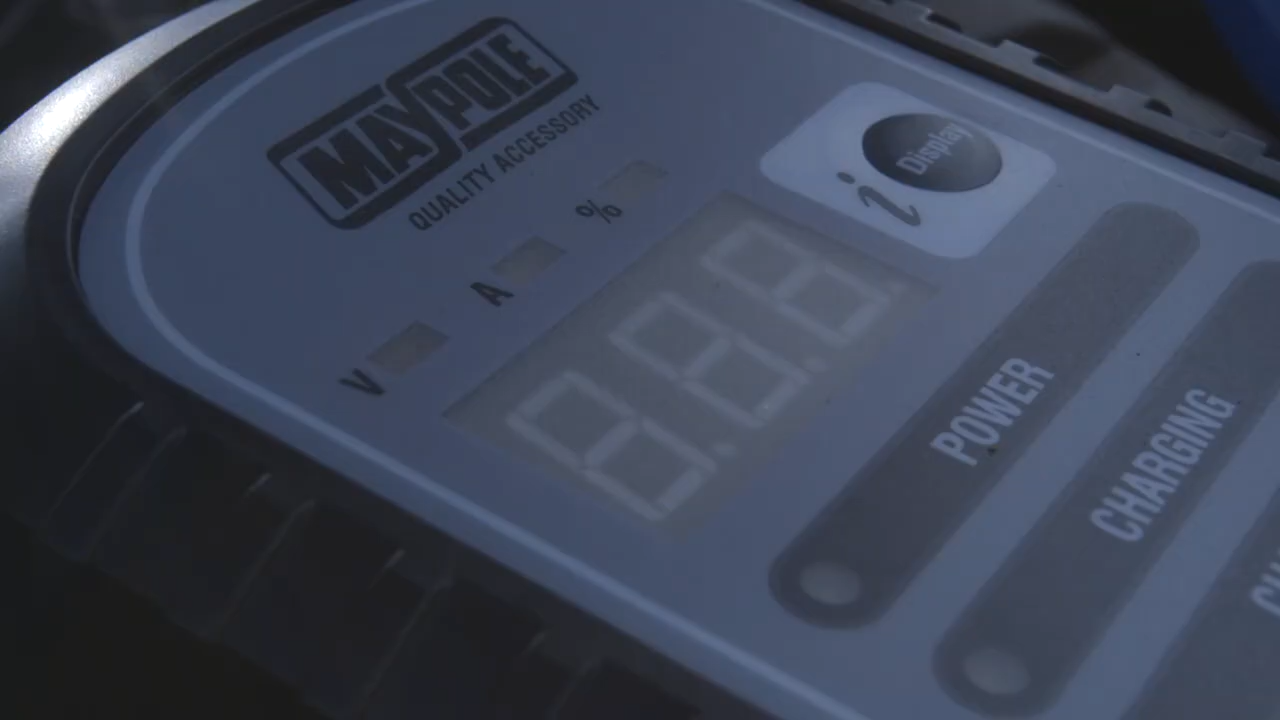 MAYPOLE
QUALITY ACCESSORY
V
A
%
i
Display
POWER
CHARGING